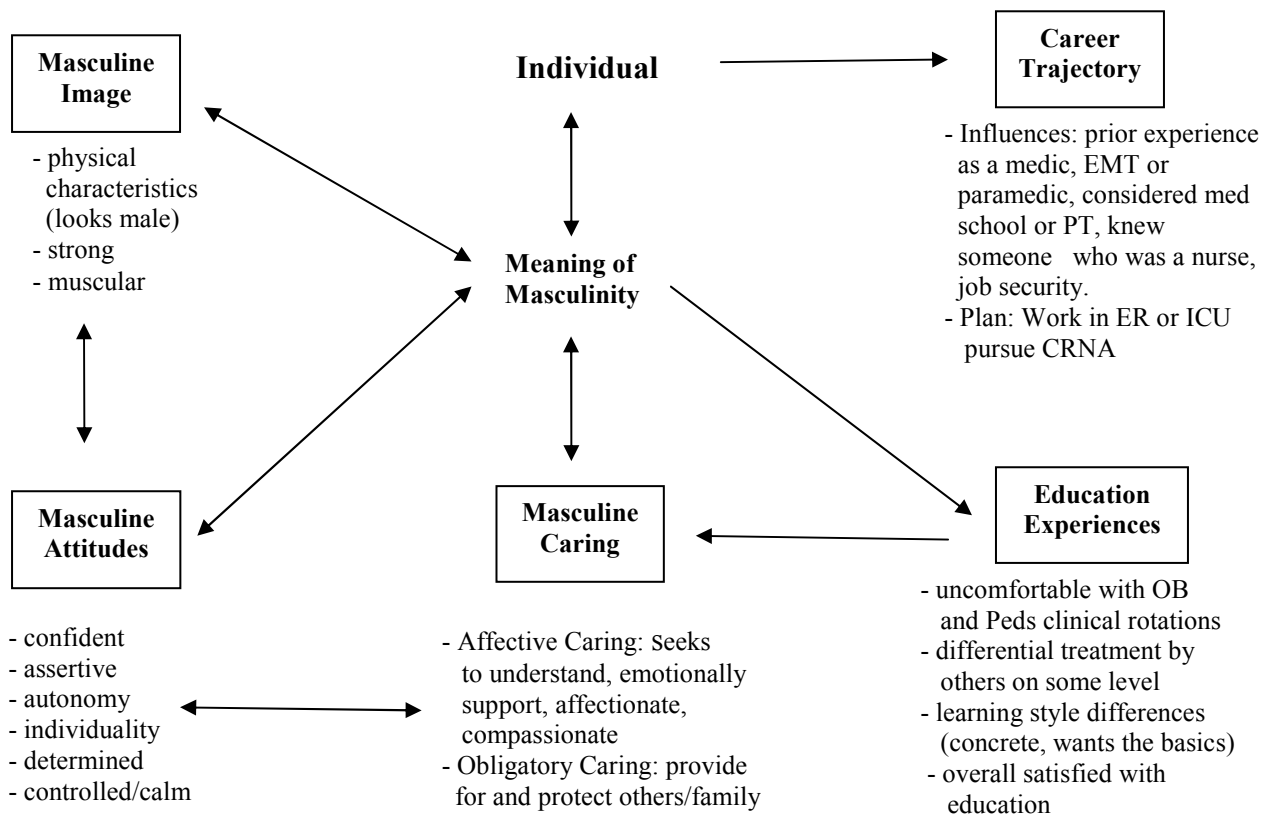 Masculine
Image
- physical
characteristics
(looks male)
- strong
- muscular
Individual
Career
Trajectory
- Influences: prior experience
as a medic, EMT or
paramedic, considered med
school or PT, knew
someone who was a nurse,
job security.
- Plan: Work in ER or ICU
pursue CRNA
Meaning of
Masculinity
Masculine
Attitudes
- confident
- assertive
- autonomy
- individuality
- determined
- controlled/calm
Masculine
Caring
- Affective Caring: Seeks
to understand, emotionally
support, affectionate,
compassionate
- Obligatory Caring: provide
for and protect others/family
Education
Experiences
- uncomfortable with OB
and Peds clinical rotations
- differential treatment by
others on some level
- learning style differences
(concrete, wants the basics)
- overall satisfied with
education